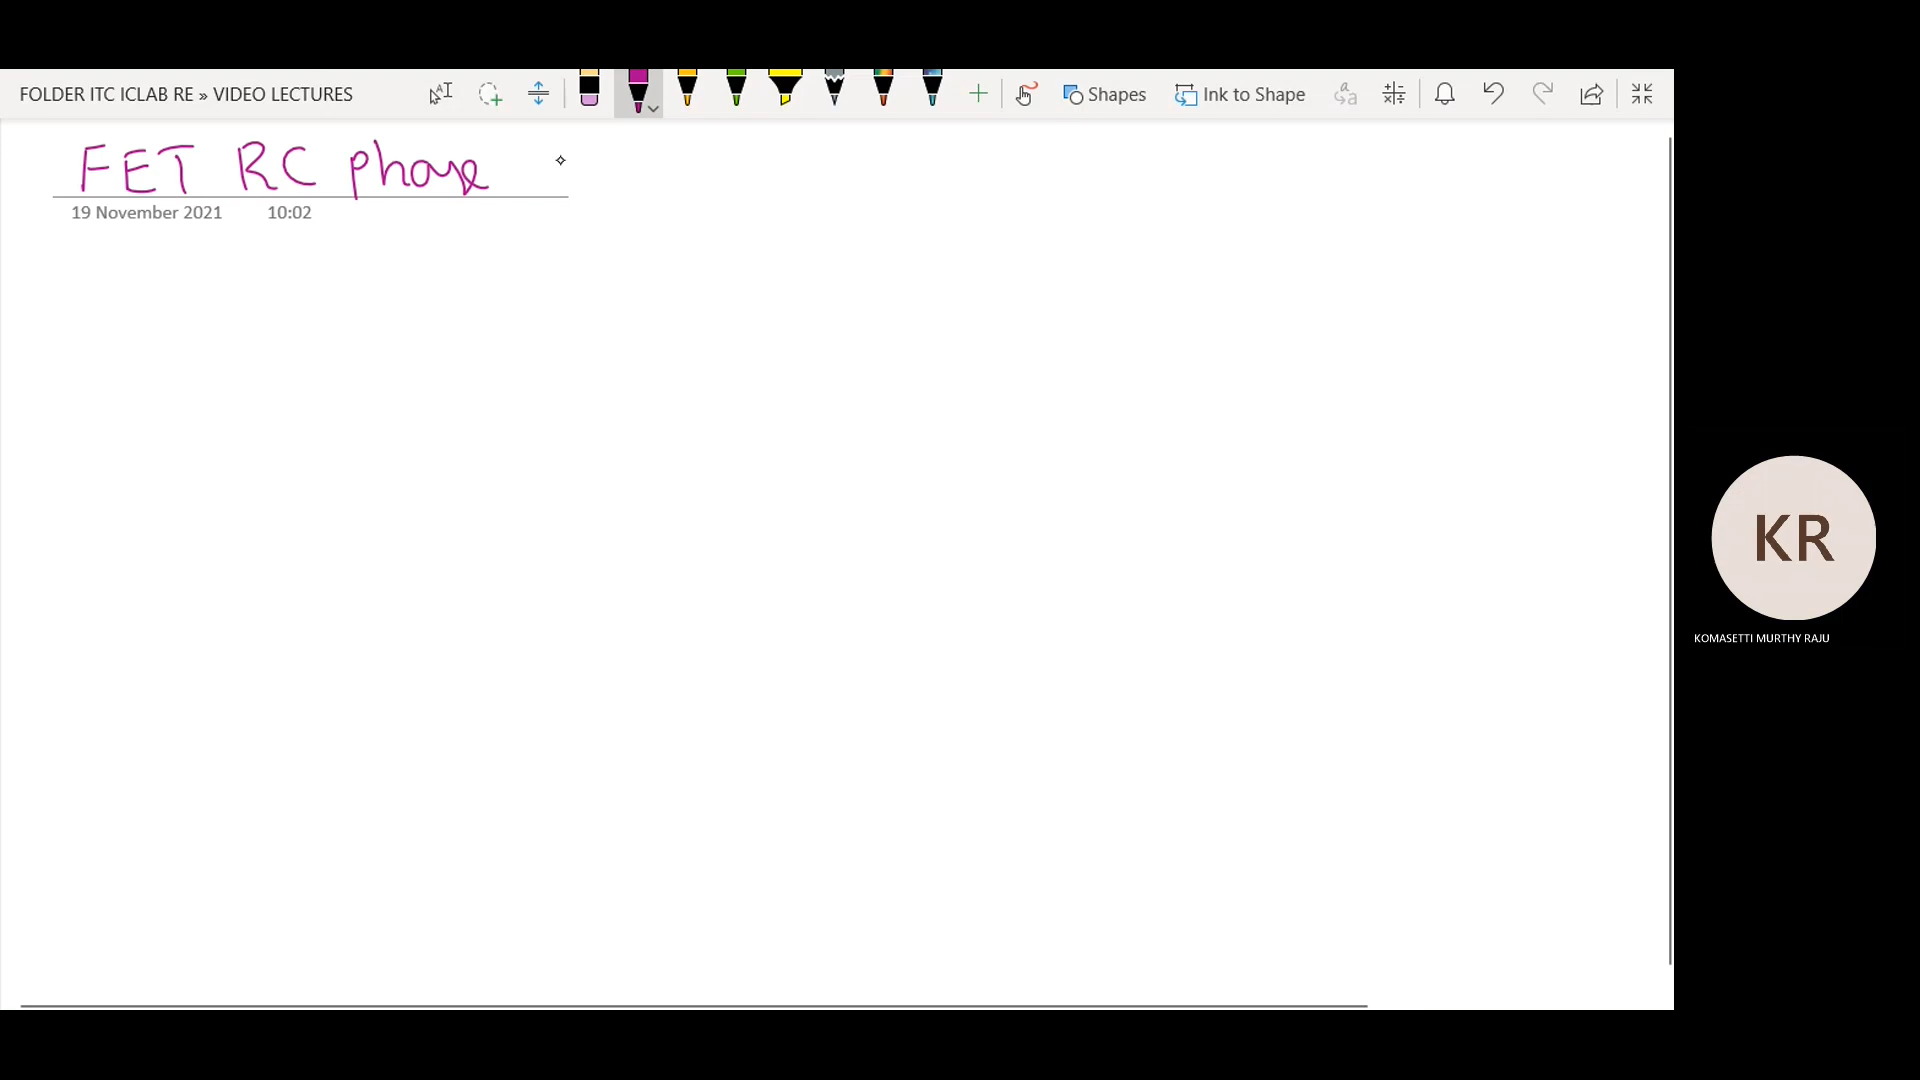 FOLDER ITC ICLAB RE » VIDEO LECTURES
Shapes
Ink to Shape
FET RC phase
19 November 2021 10:02
KR
KOMASETTI MURTHY RAJU